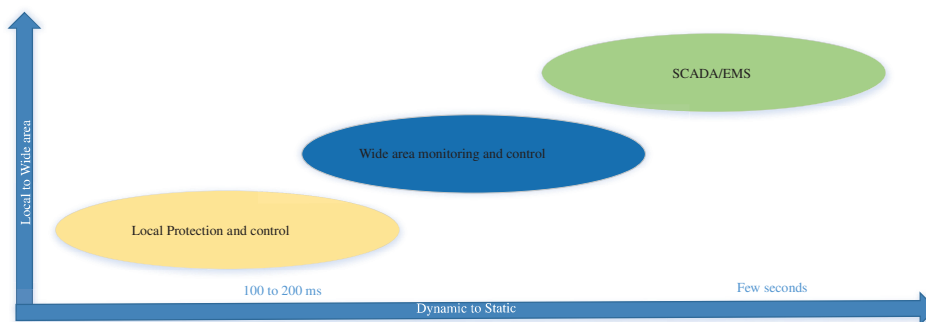 SCADA/EMS
Wide area monitoring and control
Local to Wide area
Local Protection and control
100 to 200 ms
Few seconds
Dynamic to Static